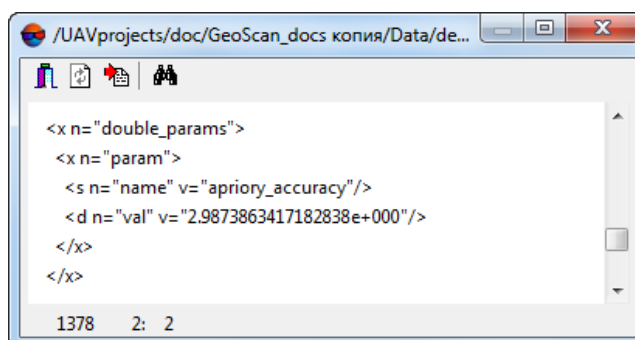 /UAVprojects/doc/GeoScan_docs копия/Data/de...
<x n="double_params">
<x n="param">
<s n="name" v="apriory_accuracy"/>
<d n="val" v="2.9873863417182838e+000"/>
</x>
</x>
1378 2: 2